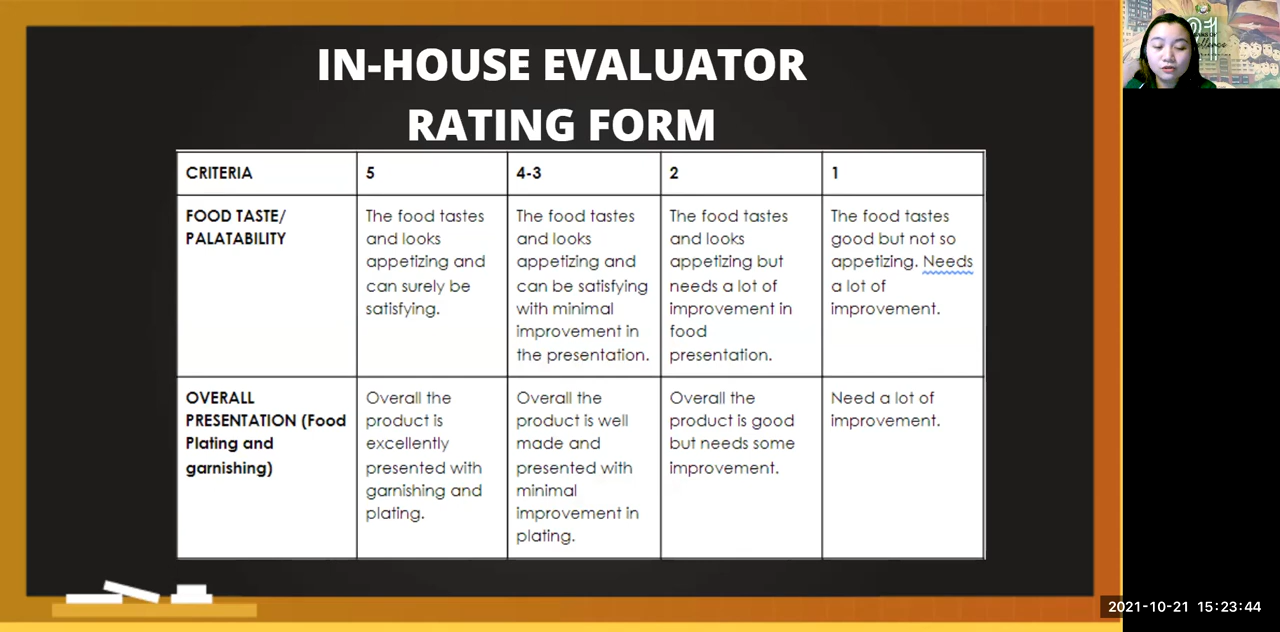 IN-HOUSE EVALUATOR
RATING FORM
CRITERIA
5
4-3
2
1
FOOD TASTE/
PALATABILITY
The food tastes
and looks
appetizing and
can surely be
satisfying.
The food tastes
and looks
appetizing and
can be satisfying
with minimal
improvement in
the presentation.
The food tastes
and looks
appetizing but
needs a lot of
improvement in
food
presentation.
The food tastes
good but not so
appetizing. Needs
a lot of
improvement.
OVERALL
PRESENTATION (Food
Plating and
garnishing)
Overall the
product is
excellently
presented with
garnishing and
plating.
Overall the
product is well
made and
presented with
minimal
improvement in
plating.
Overall the
product is good
but needs some
improvement.
Need a lot of
improvement.
2021-10-21 15:23:44